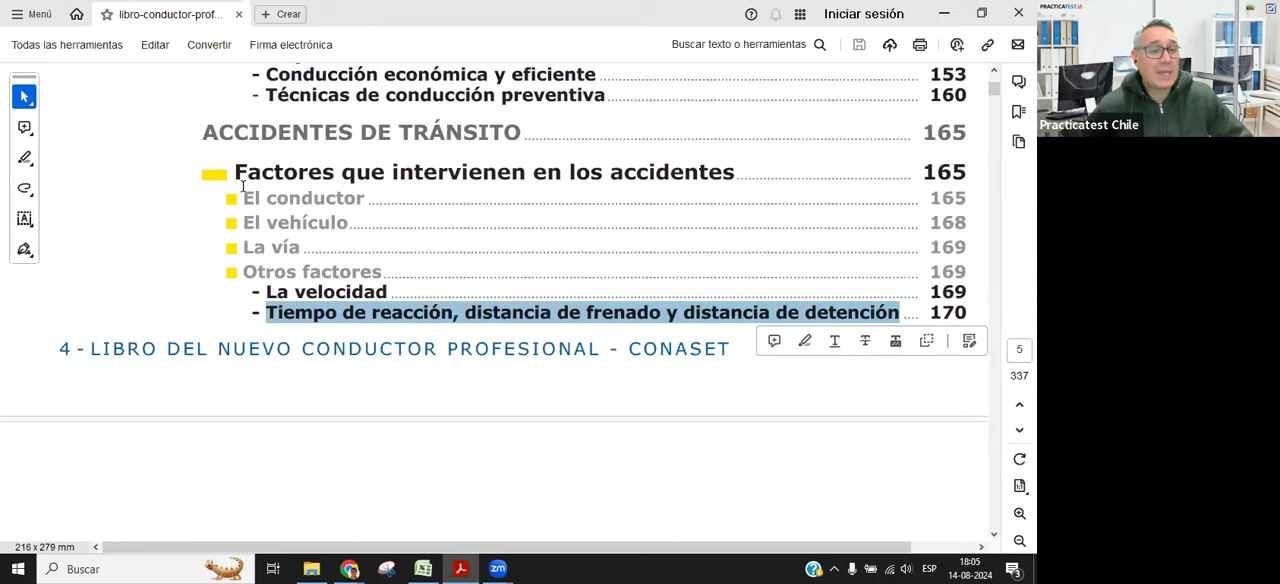 Menú
libro-conductor-prof...
Crear
Iniciar sesión
PRACTICATEST.cl
Todas las herramientas
Editar
Convertir
Firma electrónica
Buscar texto o herramientas
- Conducción económica y eficiente 153
- Técnicas de conducción preventiva 160
Practicatest Chile
ACCIDENTES DE TRÁNSITO 165
Factores que intervienen en los accidentes 165
El conductor 165
El vehículo 168
La vía 169
Otros factores 169
- La velocidad 169
- Tiempo de reacción, distancia de frenado y distancia de detención 170
4 - LIBRO DEL NUEVO CONDUCTOR PROFESIONAL - CONASET
5
337
216 x 279 mm
Buscar
ESP
18:05
14-08-2024
3